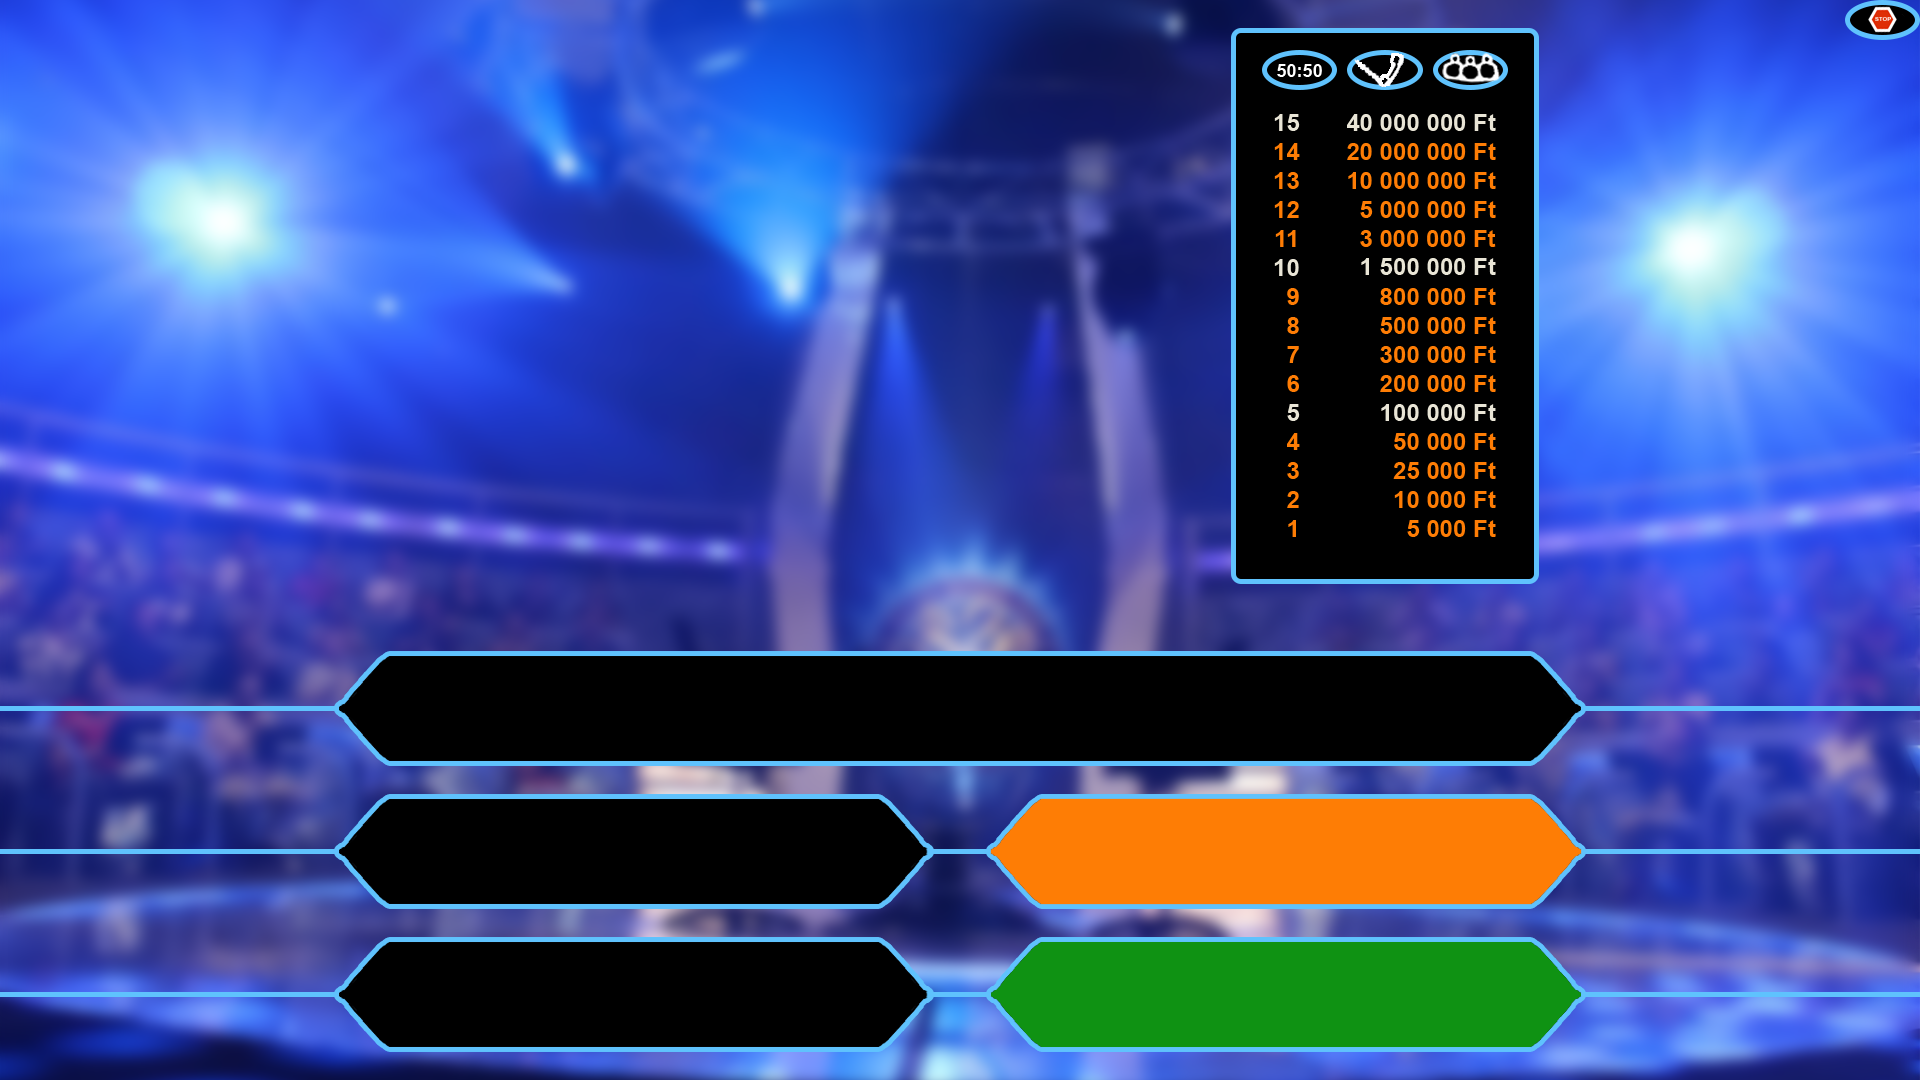 STOP
50:50
15 40 000 000 Ft
14 20 000 000 Ft
13 10 000 000 Ft
12 5 000 000 Ft
11 3 000 000 Ft
10 1 500 000 Ft
9 800 000 Ft
8 500 000 Ft
7 300 000 Ft
6 200 000 Ft
5 100 000 Ft
4 50 000 Ft
3 25 000 Ft
2 10 000 Ft
1 5 000 Ft